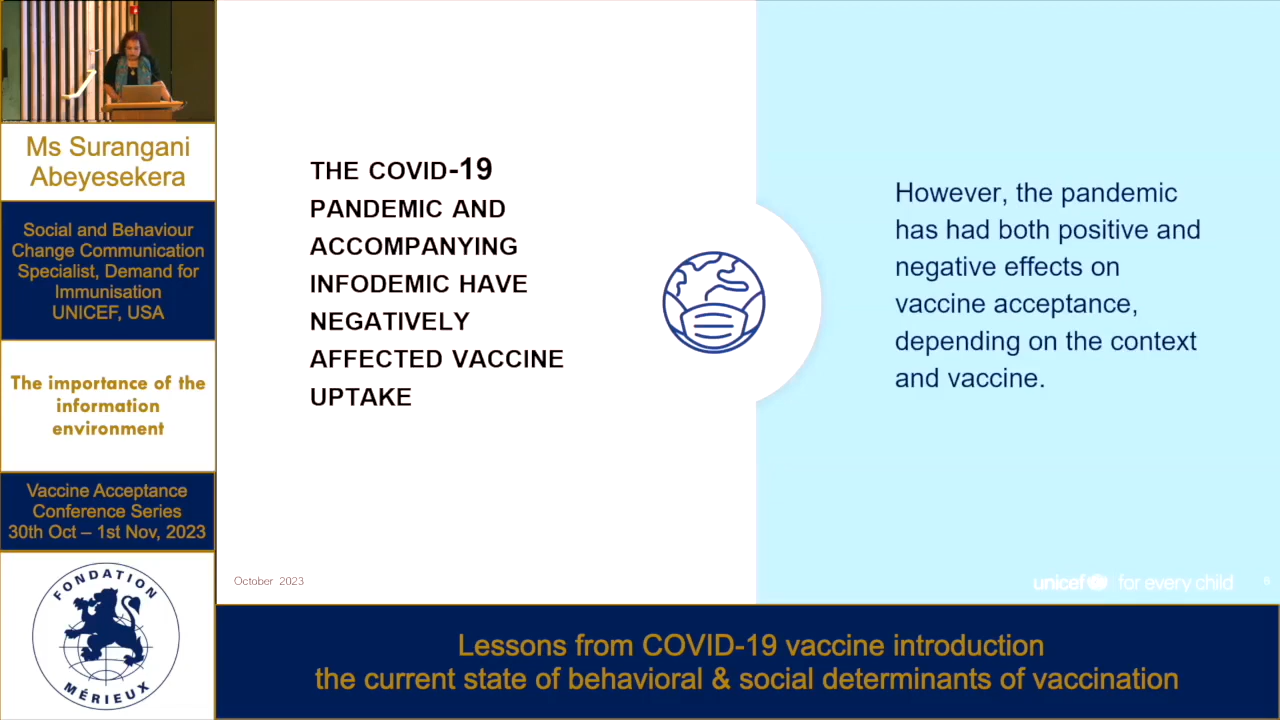 Ms Surangani
Abeyesekera
Social and Behaviour
Change Communication
Specialist, Demand for
Immunisation
UNICEF, USA
The importance of the
information
environment
Vaccine Acceptance
Conference Series
30th Oct – 1st Nov, 2023
FONDATION
MÉRIEUX
THE COVID-19
PANDEMIC AND
ACCOMPANYING
INFODEMIC HAVE
NEGATIVELY
AFFECTED VACCINE
UPTAKE
However, the pandemic
has had both positive and
negative effects on
vaccine acceptance,
depending on the context
and vaccine.
October 2023
unicef for every child
6
Lessons from COVID-19 vaccine introduction
the current state of behavioral & social determinants of vaccination